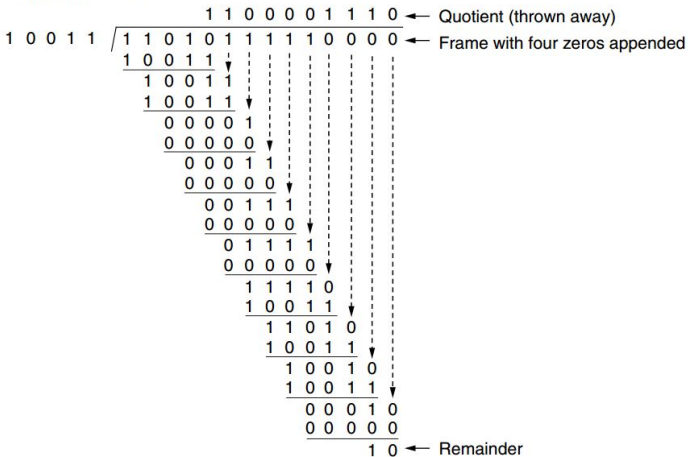 1 1 0 0 0 0 1 1 1 0 Quotient (thrown away)
1 0 0 1 1 1 1 0 1 0 1 1 1 1 1 0 0 0 0 Frame with four zeros appended
1 0 0 1 1
1 0 0 1 1
1 0 0 1 1
0 0 0 0 1
0 0 0 0 0
0 0 0 1 1
0 0 0 0 0
0 0 1 1 1
0 0 0 0 0
0 1 1 1 1
0 0 0 0 0
1 1 1 1 0
1 0 0 1 1
1 1 0 1 0
1 0 0 1 1
1 0 0 1 0
1 0 0 1 1
0 0 0 1 0
0 0 0 0 0
1 0 Remainder